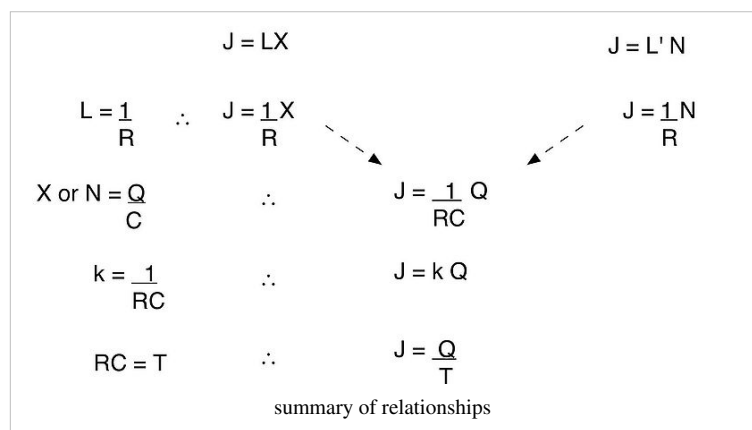 J = LX
J = L' N
L = 1/R ∴ J = 1/R X
J = 1/R N
X or N = Q/C ∴ J = 1/RC Q
k = 1/RC ∴ J = k Q
RC = T ∴ J = Q/T
summary of relationships